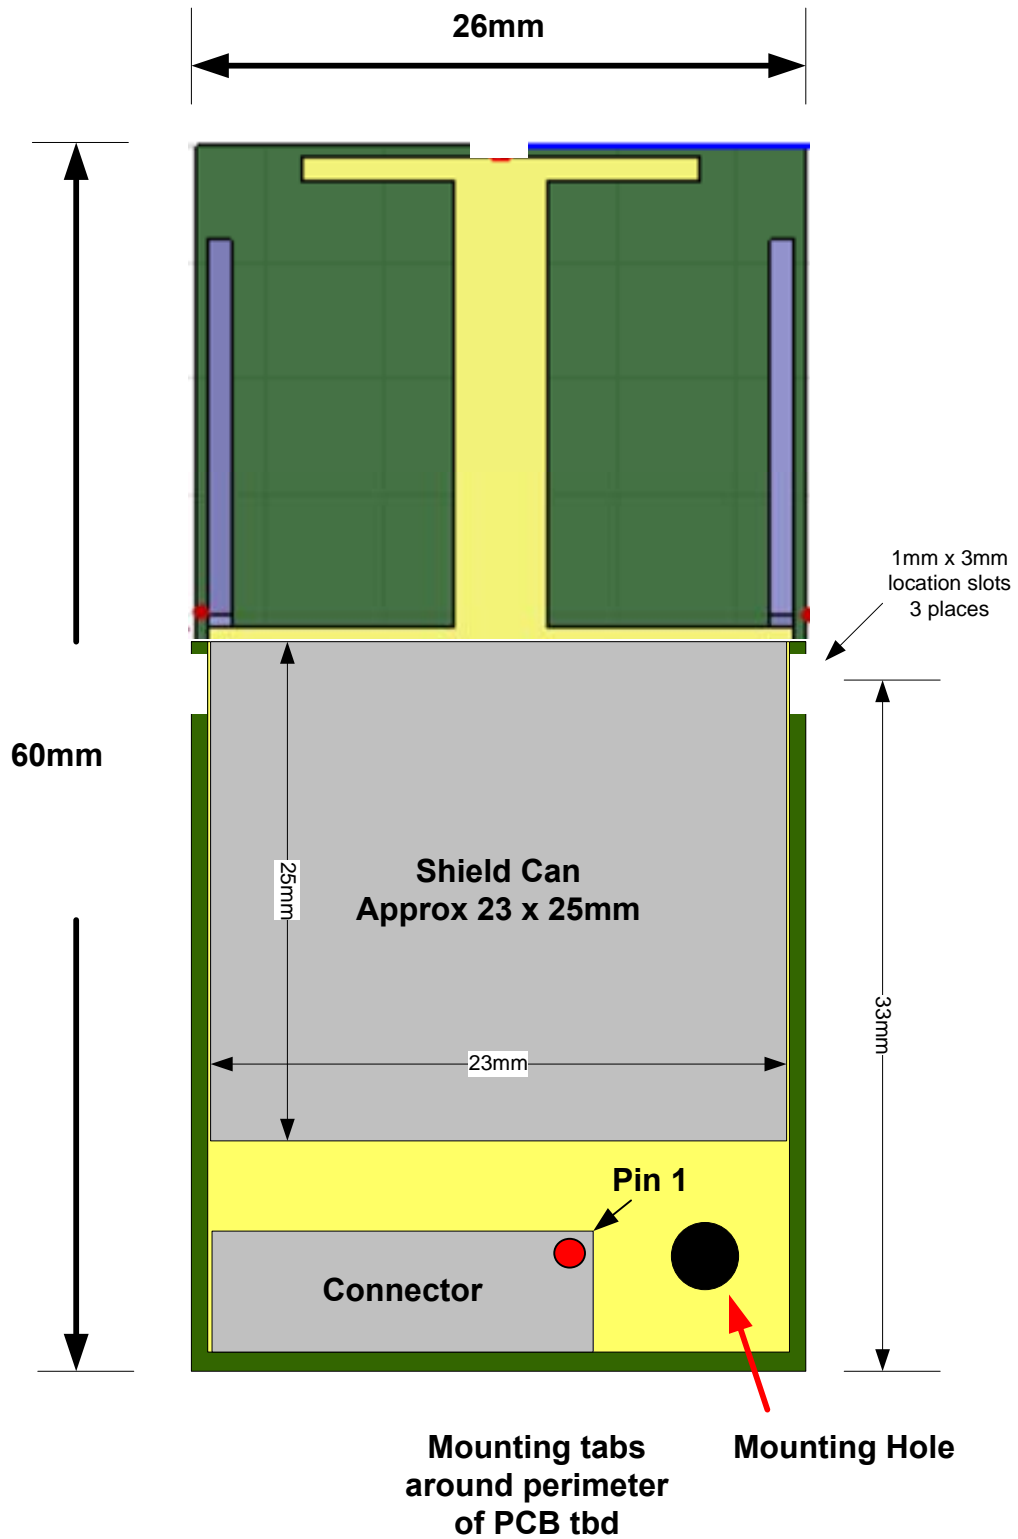 26mm
1mm x 3mm
location slots
3 places
60mm
25mm
Shield Can
Approx 23 x 25mm
33mm
23mm
Pin 1
Connector
Mounting tabs
around perimeter
of PCB tbd
Mounting Hole